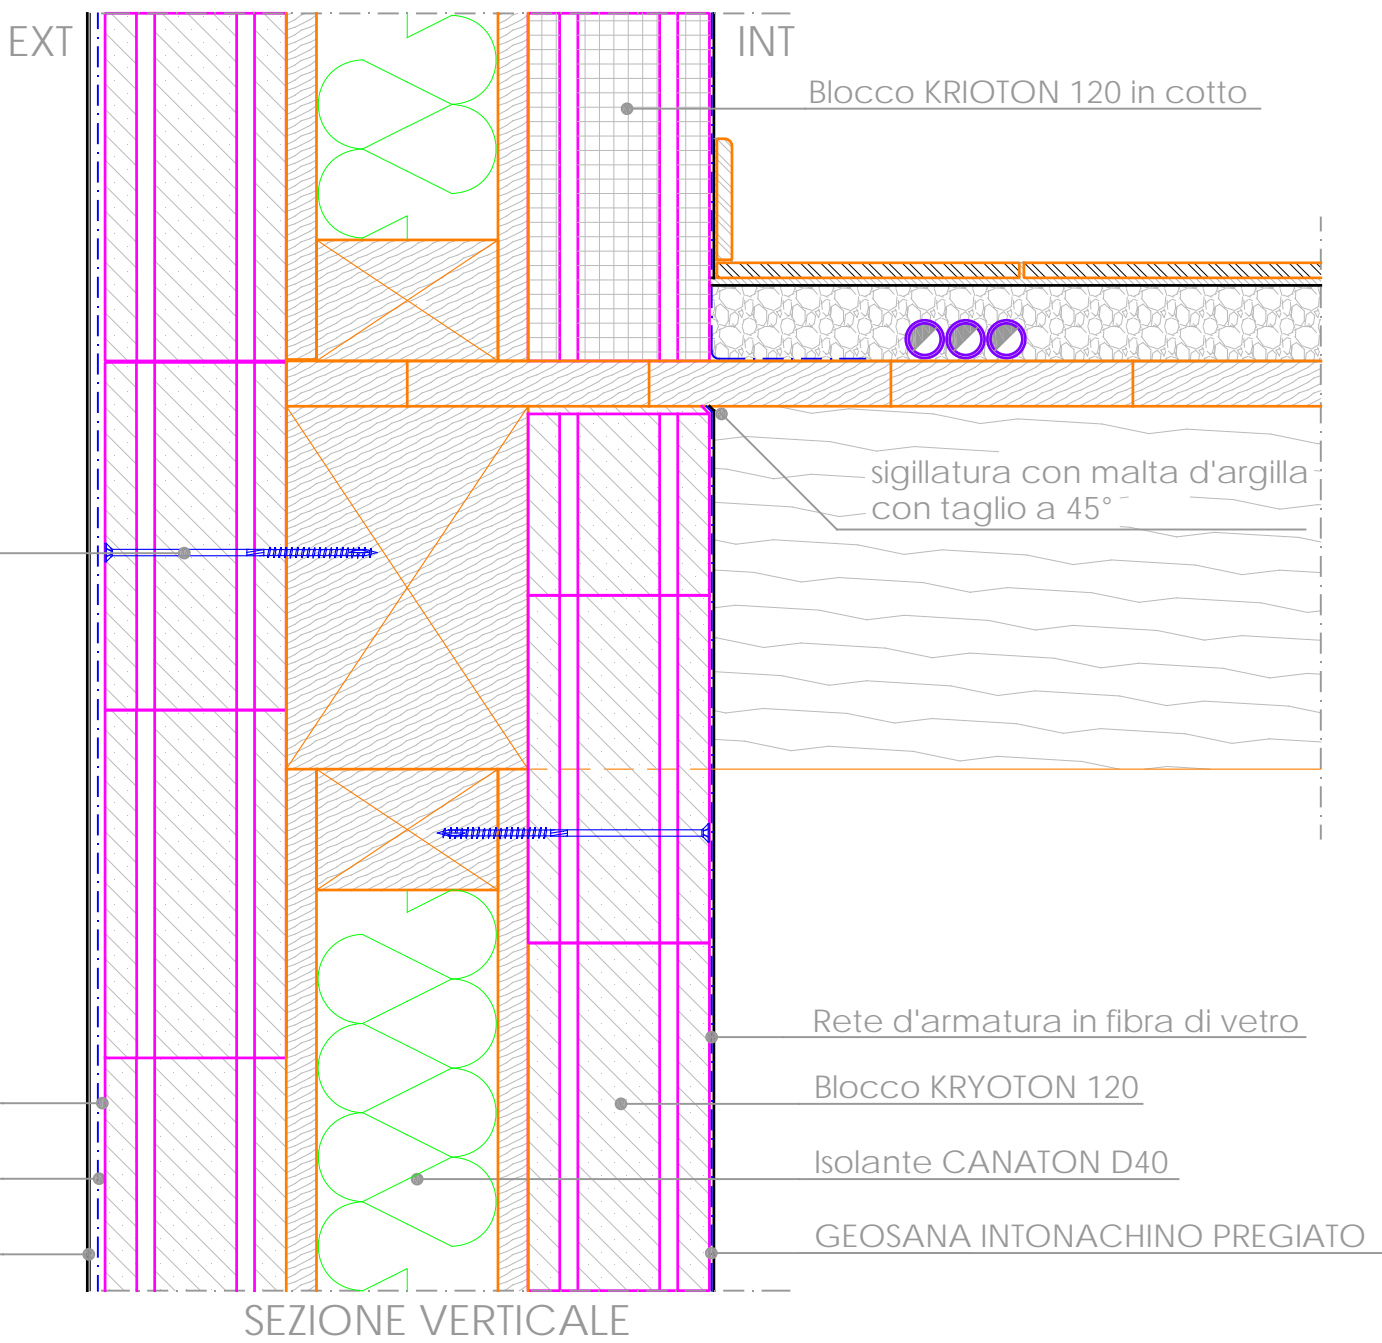 EXT
INT
Blocco KRIOTON 120 in cotto
sigillatura con malta d'argilla
con taglio a 45°
Rete d'armatura in fibra di vetro
Blocco KRYOTON 120
Isolante CANATON D40
GEOSANA INTONACHINO PREGIATO
SEZIONE VERTICALE